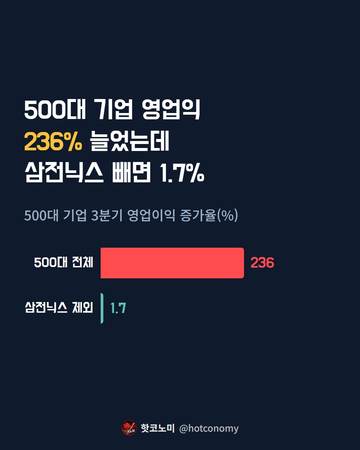 500대 기업 영업익
236% 늘었는데
삼전닉스 빼면 1.7%
500대 기업 3분기 영업이익 증가율(%)
500대 전체 236
삼전닉스 제외 1.7
핫코노미 @hotconomy